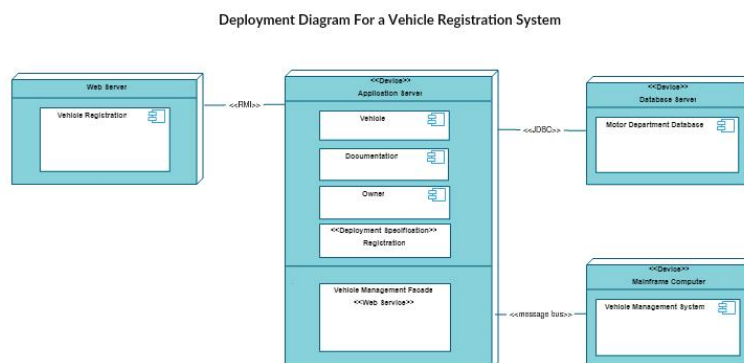 Deployment Diagram For a Vehicle Registration System
Web Server
Vehicle Registration
<<RMI>>
<<Device>>
Application Server
Vehicle
Documentation
Owner
<<Deployment Specification>>
Registration
Vehicle Management Facade
<<Web Service>>
<<JDBC>>
<<Device>>
Database Server
Motor Department Database
<<message bus>>
<<Device>>
Mainframe Computer
Vehicle Management System